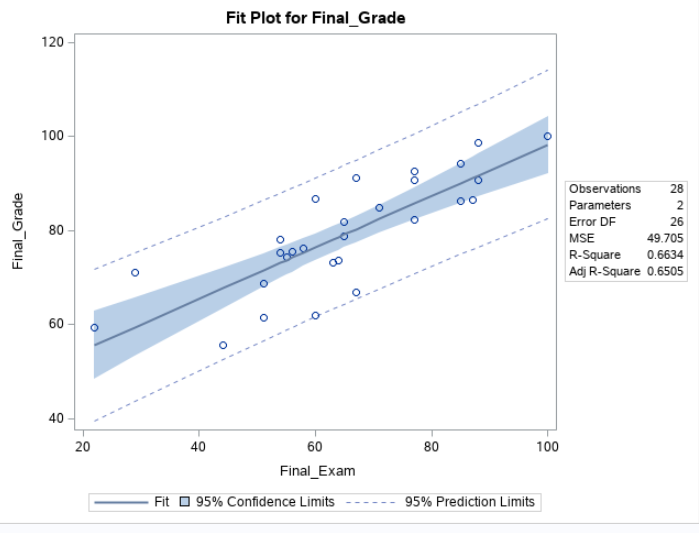 Fit Plot for Final_Grade
120
100
80
60
40
Final_Grade
20
40
60
80
100
Final_Exam
Observations 28
Parameters 2
Error DF 26
MSE 49.705
R-Square 0.6634
Adj R-Square 0.6505
Fit 95% Confidence Limits 95% Prediction Limits